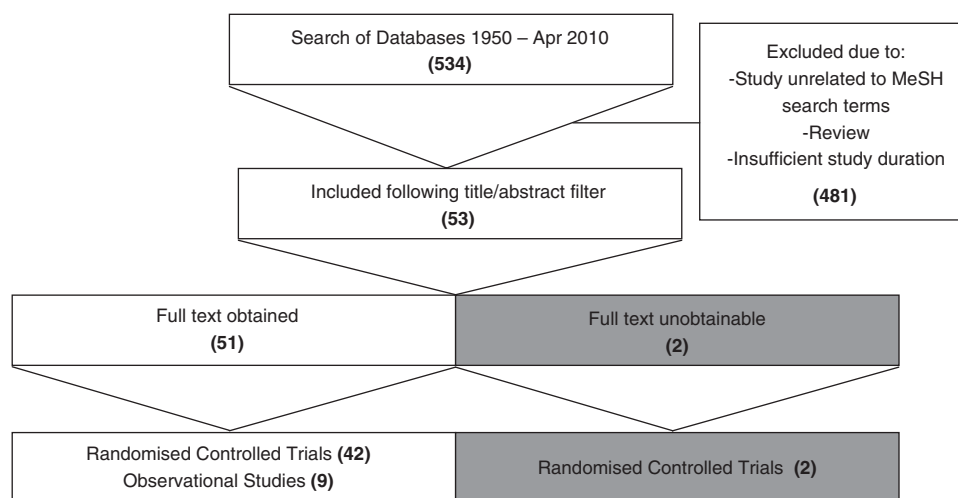 Search of Databases 1950 – Apr 2010
(534)
Excluded due to:
-Study unrelated to MeSH
search terms
-Review
-Insufficient study duration
(481)
Included following title/abstract filter
(53)
Full text obtained
(51)
Full text unobtainable
(2)
Randomised Controlled Trials (42)
Observational Studies (9)
Randomised Controlled Trials (2)